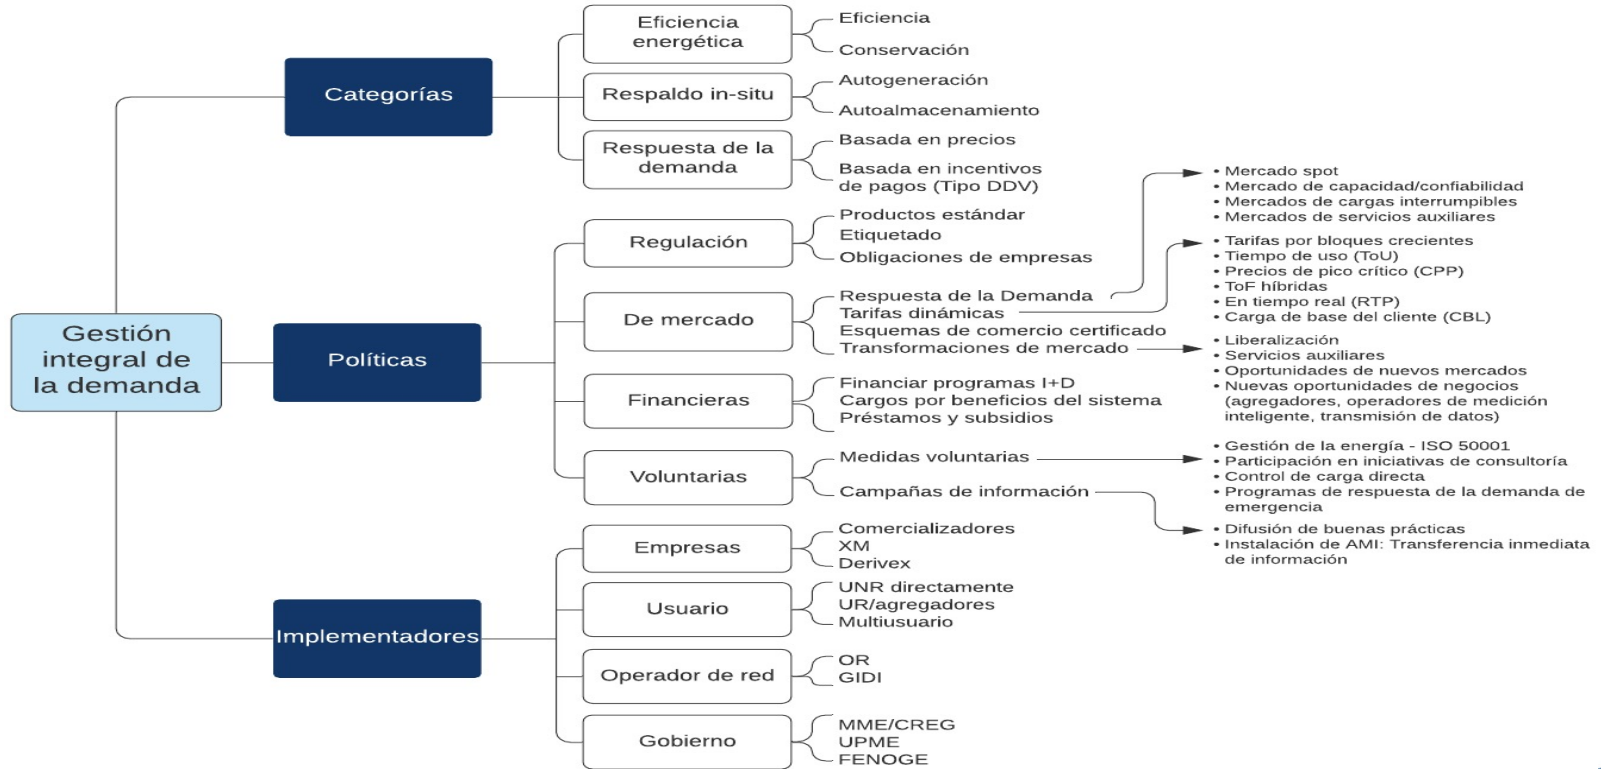 Gestión
integral de
la demanda
Categorías
Eficiencia
energética
Eficiencia
Conservación
Respaldo in-situ
Autogeneración
Autoalmacenamiento
Respuesta de la
demanda
Basada en precios
Basada en incentivos
de pagos (Tipo DDV)
Políticas
Regulación
Productos estándar
Etiquetado
Obligaciones de empresas
De mercado
Respuesta de la Demanda
Tarifas dinámicas
Esquemas de comercio certificado
Transformaciones de mercado
• Mercado spot
• Mercado de capacidad/confiabilidad
• Mercados de cargas interrumpibles
• Mercados de servicios auxiliares
• Tarifas por bloques crecientes
• Tiempo de uso (ToU)
• Precios de pico crítico (CPP)
• ToF híbridas
• En tiempo real (RTP)
• Carga de base del cliente (CBL)
• Liberalización
• Servicios auxiliares
• Oportunidades de nuevos mercados
• Nuevas oportunidades de negocios
(agregadores, operadores de medición
inteligente, transmisión de datos)
Financieras
Financiar programas I+D
Cargos por beneficios del sistema
Préstamos y subsidios
Voluntarias
Medidas voluntarias
Campañas de información
• Gestión de la energía - ISO 50001
• Participación en iniciativas de consultoría
• Control de carga directa
• Programas de respuesta de la demanda de
emergencia
• Difusión de buenas prácticas
• Instalación de AMI: Transferencia inmediata
de información
Implementadores
Empresas
Comercializadores
XM
Derivex
Usuario
UNR directamente
UR/agregadores
Multiusuario
Operador de red
OR
GIDI
Gobierno
MME/CREG
UPME
FENOGE